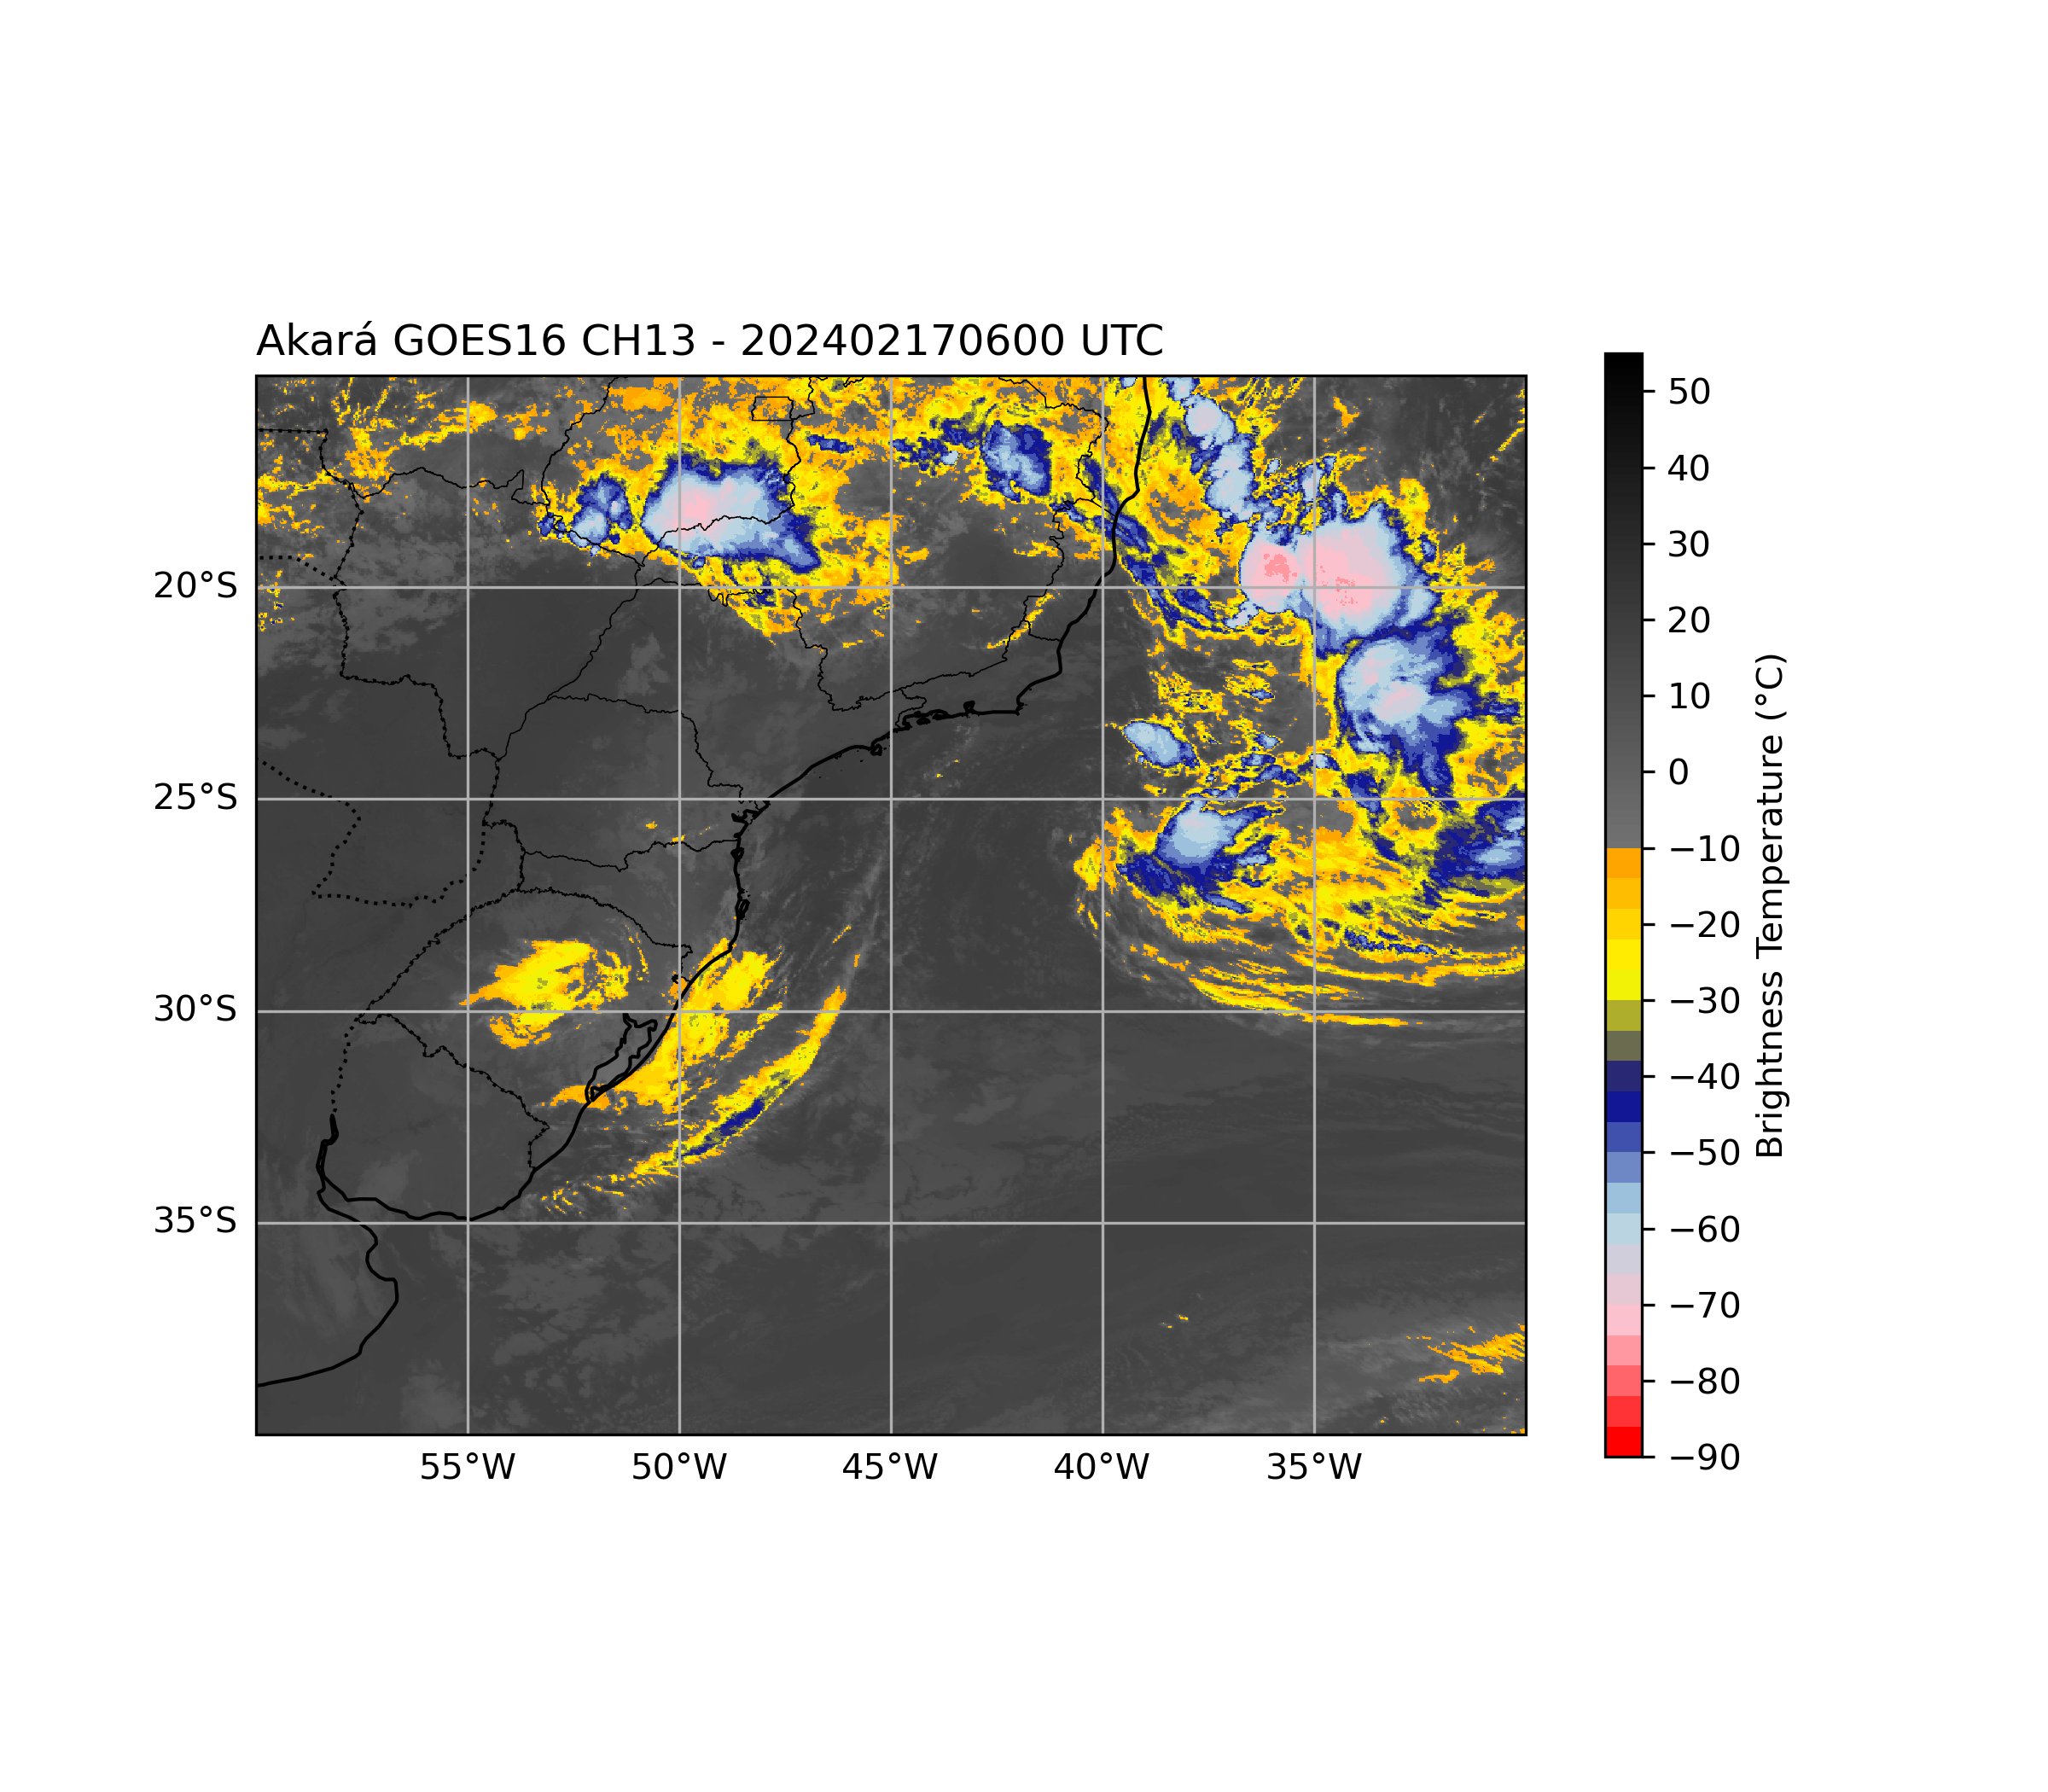 Akará GOES16 CH13 - 202402170600 UTC
20°S
25°S
30°S
35°S
55°W
50°W
45°W
40°W
35°W
50
40
30
20
10
0
−10
−20
−30
−40
−50
−60
−70
−80
−90
Brightness Temperature (°C)